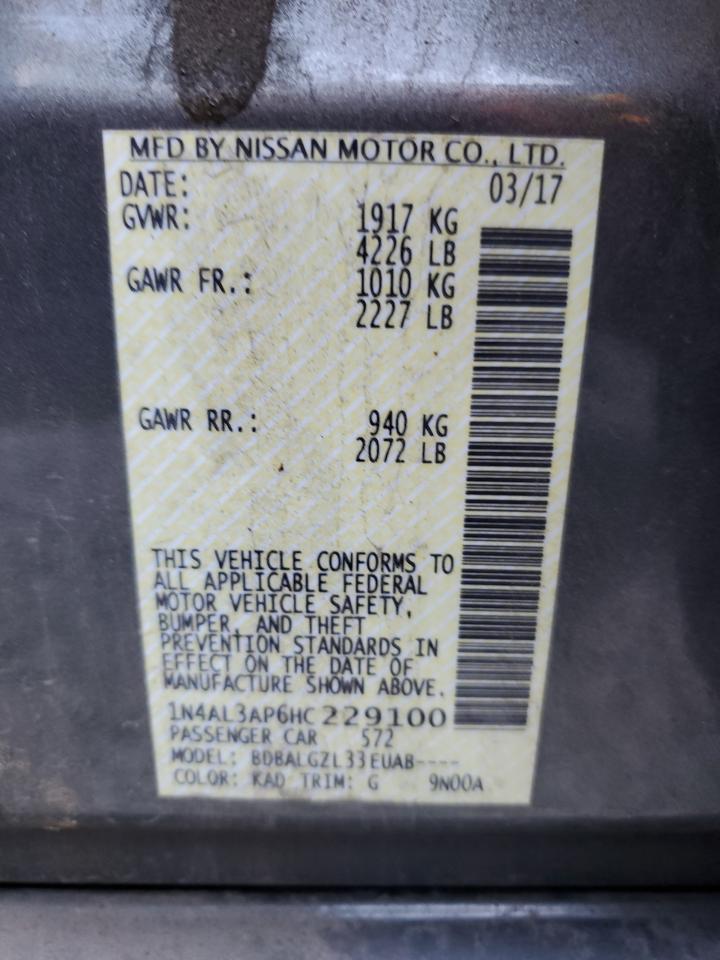 MFD BY NISSAN MOTOR CO., LTD.
DATE: 03/17
GVWR: 1917 KG
4226 LB
GAWR FR.: 1010 KG
2227 LB
GAWR RR.: 940 KG
2072 LB
THIS VEHICLE CONFORMS TO
ALL APPLICABLE FEDERAL
MOTOR VEHICLE SAFETY,
BUMPER, AND THEFT
PREVENTION STANDARDS IN
EFFECT ON THE DATE OF
MANUFACTURE SHOWN ABOVE.
1N4AL3AP6HC229100
PASSENGER CAR 572
MODEL: BDBALGZL33EUAB----
COLOR: KAD TRIM: G 9N00A